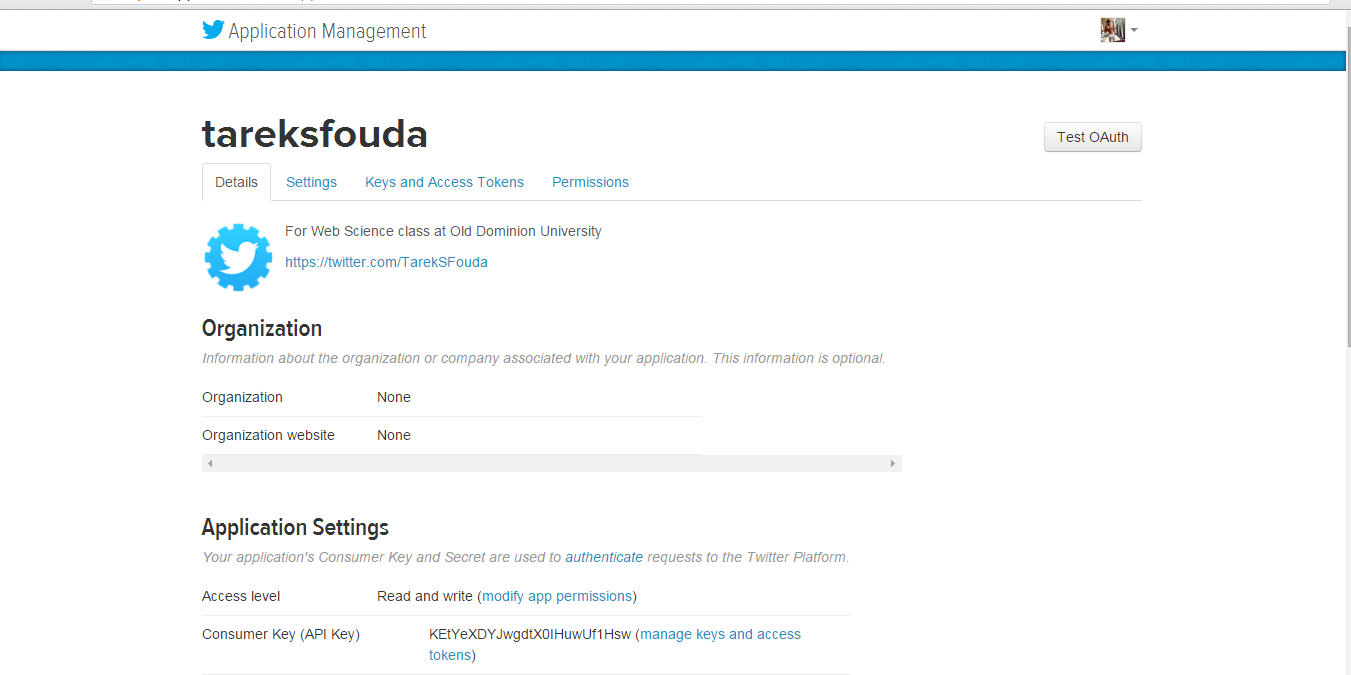 Application Management
tareksfouda
Test OAuth
Details Settings Keys and Access Tokens Permissions
For Web Science class at Old Dominion University
https://twitter.com/TarekSFouda
Organization
Information about the organization or company associated with your application. This information is optional.
Organization None
Organization website None
Application Settings
Your application's Consumer Key and Secret are used to authenticate requests to the Twitter Platform.
Access level Read and write (modify app permissions)
Consumer Key (API Key) KEtYeXDYJwgdtX0IHuwUf1Hsw (manage keys and access
tokens)